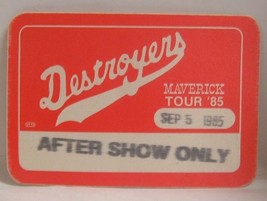 Destroyers
MAVERICK
TOUR '85
SEP 5 1985
AFTER SHOW ONLY